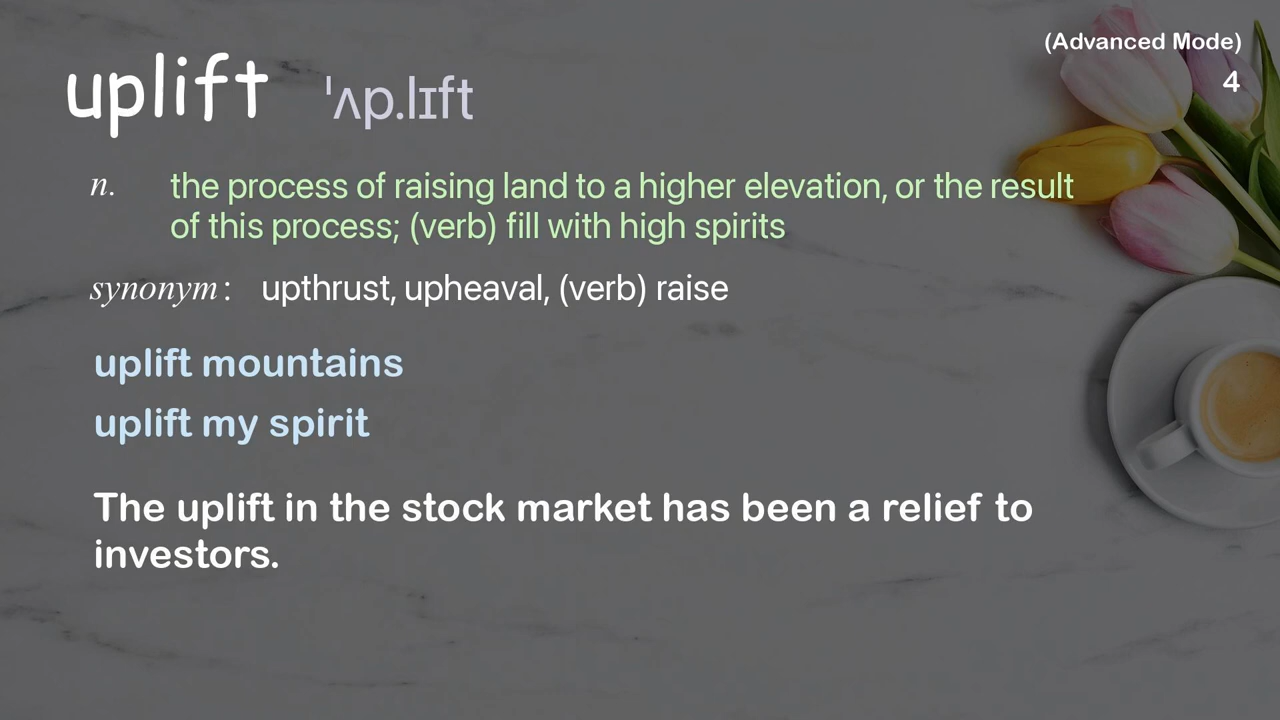 (Advanced Mode)
4
uplift ˈʌp.lɪft
n. the process of raising land to a higher elevation, or the result
of this process; (verb) fill with high spirits
synonym: upthrust, upheaval, (verb) raise
uplift mountains
uplift my spirit
The uplift in the stock market has been a relief to
investors.